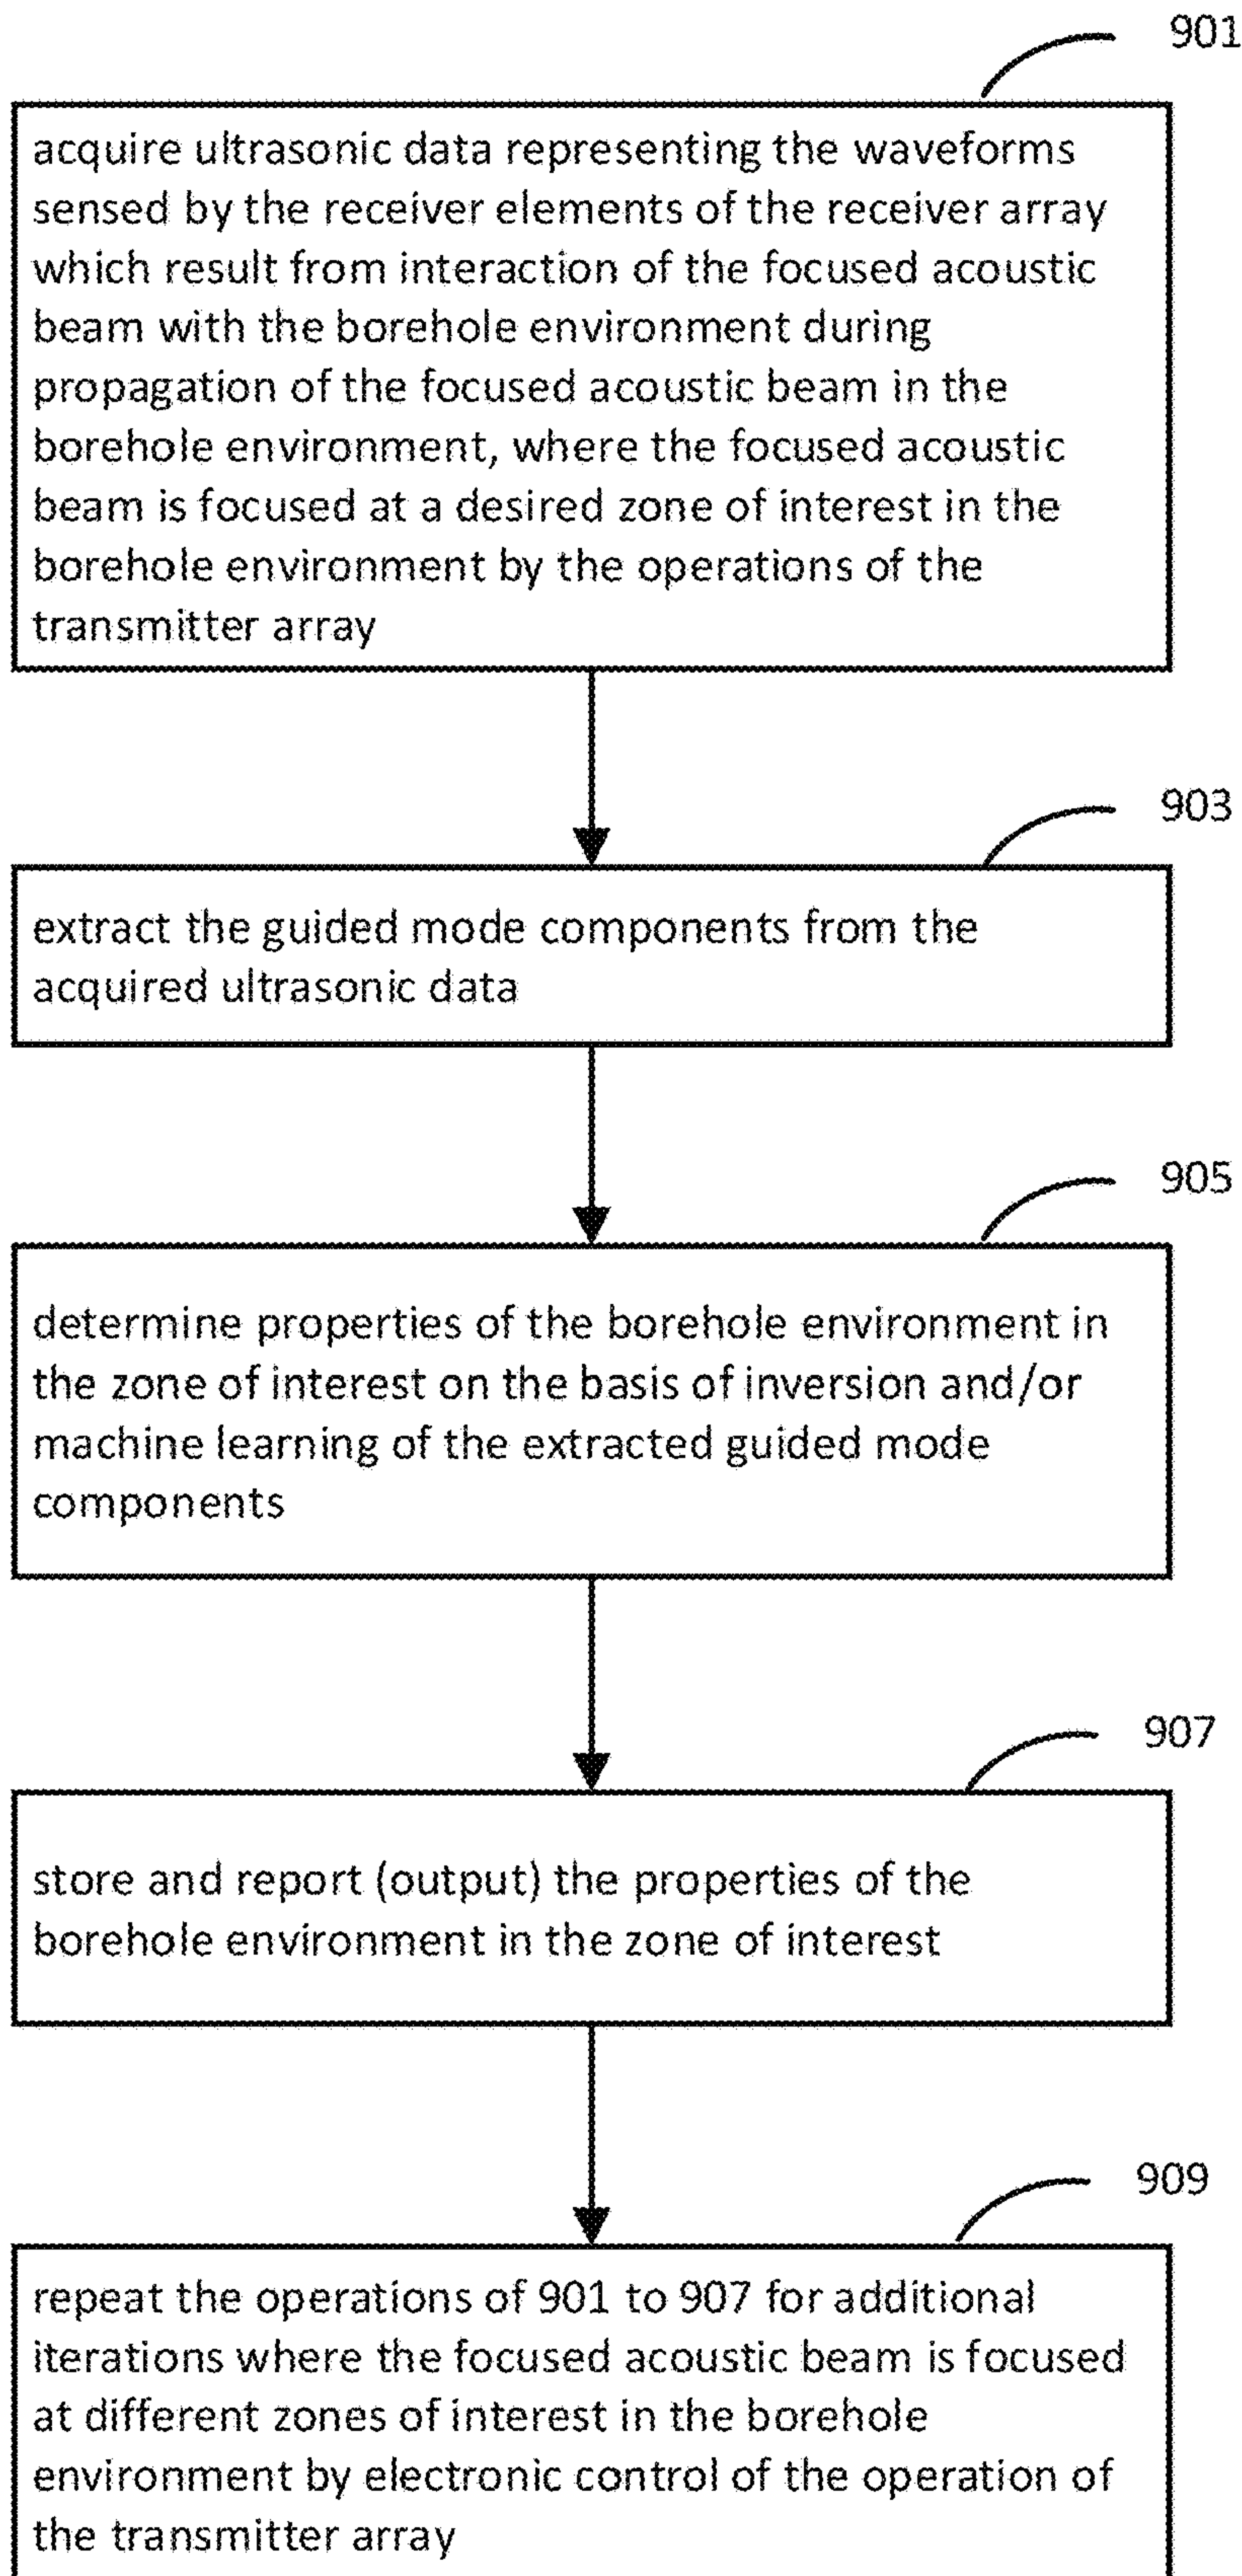 901
acquire ultrasonic data representing the waveforms
sensed by the receiver elements of the receiver array
which result from interaction of the focused acoustic
beam with the borehole environment during
propagation of the focused acoustic beam in the
borehole environment, where the focused acoustic
beam is focused at a desired zone of interest in the
borehole environment by the operations of the
transmitter array
903
extract the guided mode components from the
acquired ultrasonic data
905
determine properties of the borehole environment in
the zone of interest on the basis of inversion and/or
machine learning of the extracted guided mode
components
907
store and report (output) the properties of the
borehole environment in the zone of interest
909
repeat the operations of 901 to 907 for additional
iterations where the focused acoustic beam is focused
at different zones of interest in the borehole
environment by electronic control of the operation of
the transmitter array